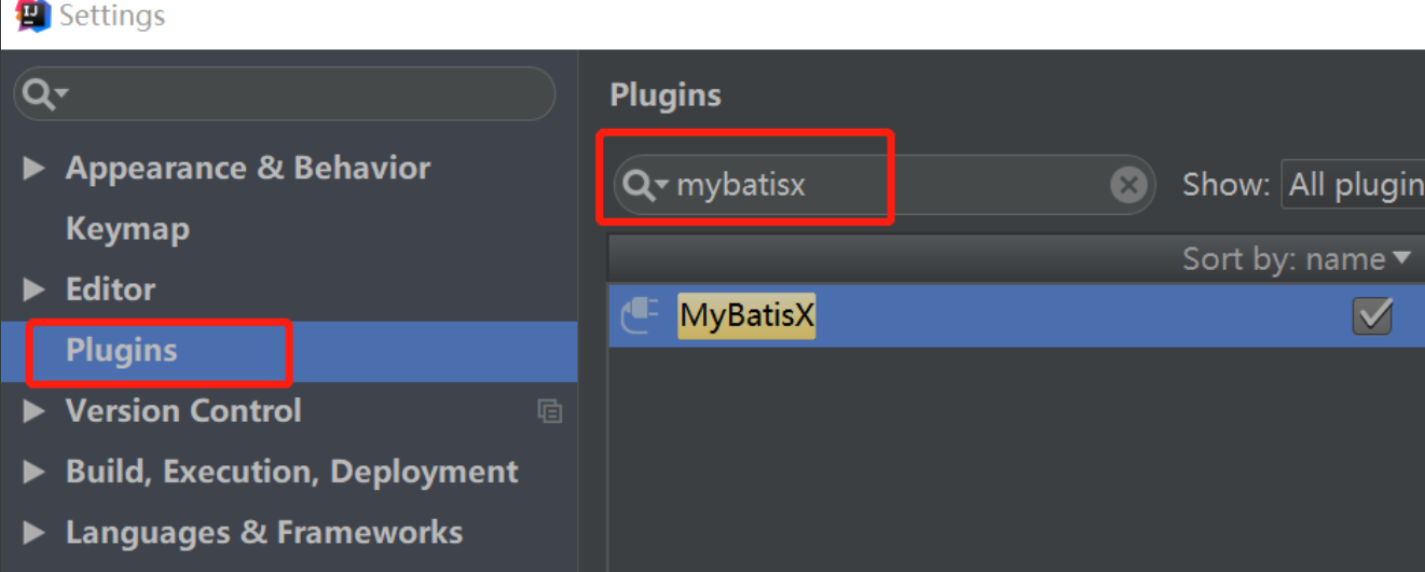 Settings
Appearance & Behavior
Keymap
Editor
Plugins
Version Control
Build, Execution, Deployment
Languages & Frameworks
Plugins
mybatisx
Show: All plugin
Sort by: name
MyBatisX